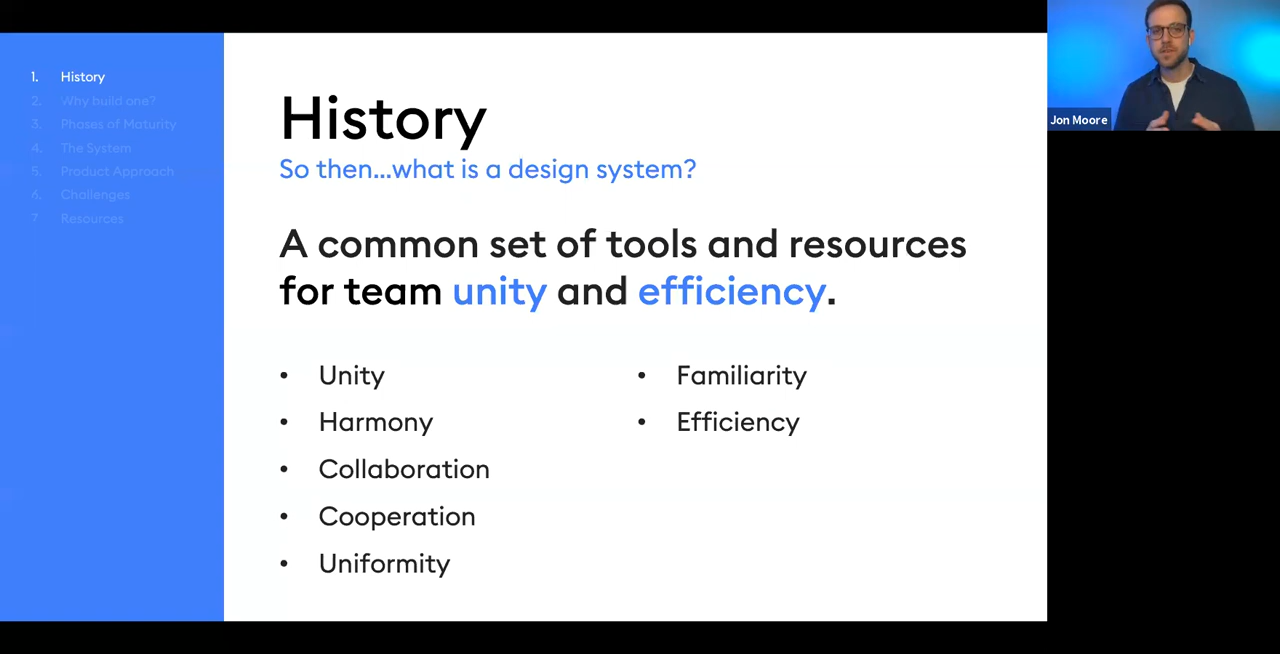 1. History
2. Why build one?
3. Phases of Maturity
4. The System
5. Product Approach
6. Challenges
7 Resources
History
So then...what is a design system?
A common set of tools and resources
for team unity and efficiency.
• Unity
• Harmony
• Collaboration
• Cooperation
• Uniformity
• Familiarity
• Efficiency
Jon Moore